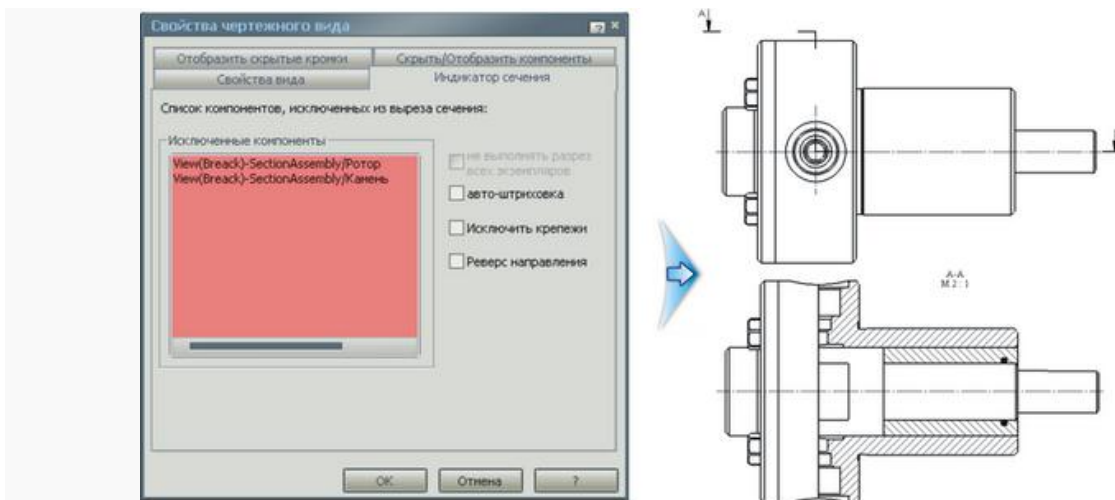 Свойства чертежного вида
Отобразить скрытые кромки
Скрыть/Отобразить компоненты
Свойства вида
Индикатор сечения
Список компонентов, исключенных из выреза сечения:
Исключенные компоненты
View(Breack)-SectionAssembly/Ротор
View(Breack)-SectionAssembly/Камень
не выполнять разрез
всех экземпляров
авто-штриховка
Исключить крепежи
Реверс направления
OK
Отмена
?
A
A-A
M 2 : 1